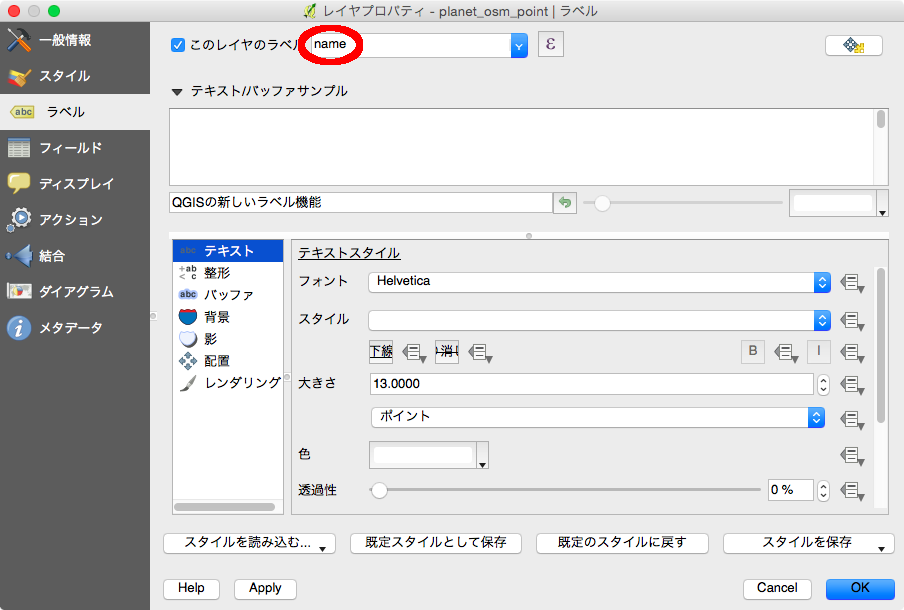 レイヤプロパティ - planet_osm_point | ラベル
一般情報
スタイル
ラベル
フィールド
ディスプレイ
アクション
結合
ダイアグラム
メタデータ
このレイヤのラベル name ε
テキスト/バッファサンプル
QGISの新しいラベル機能
abc テキスト
整形
バッファ
背景
影
配置
レンダリング
テキストスタイル
フォント Helvetica
スタイル
下線 り消し B I
大きさ 13.0000
ポイント
色
透過性 0 %
スタイルを読み込む... 既定スタイルとして保存 既定のスタイルに戻す スタイルを保存
Help Apply Cancel OK